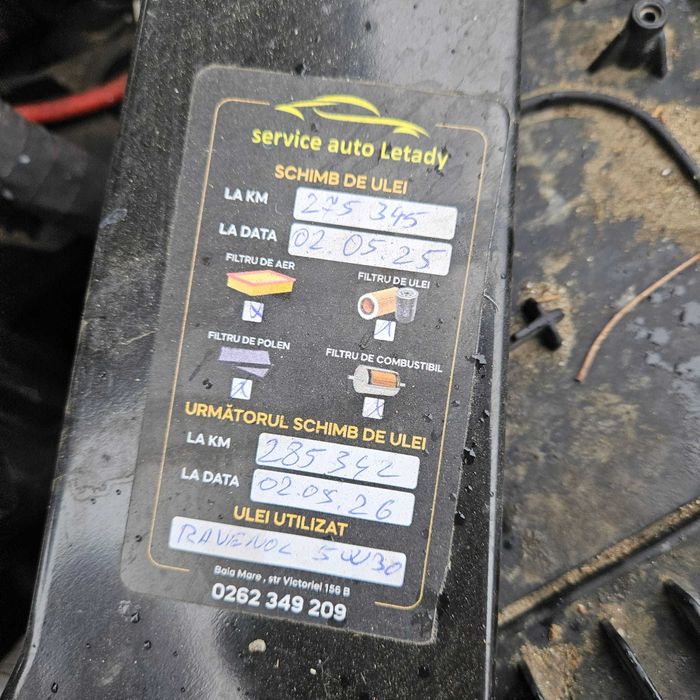 service auto Letady
SCHIMB DE ULEI
LA KM 275 345
LA DATA 02.05.25
FILTRU DE AER FILTRU DE ULEI
FILTRU DE POLEN FILTRU DE COMBUSTIBIL
URMĂTORUL SCHIMB DE ULEI
LA KM 285 342
LA DATA 02.05.26
ULEI UTILIZAT
RAVENOL 5W30
Baia Mare, str Victoriei 156 B
0262 349 209